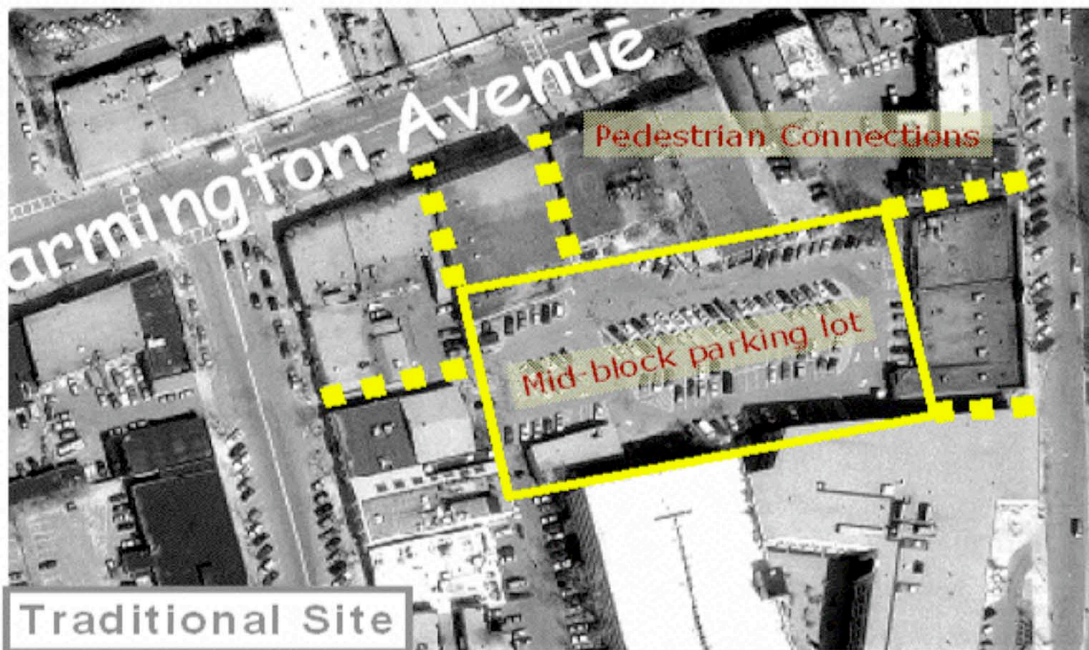 armington Avenue
Pedestrian Connections
Mid-block parking lot
Traditional Site